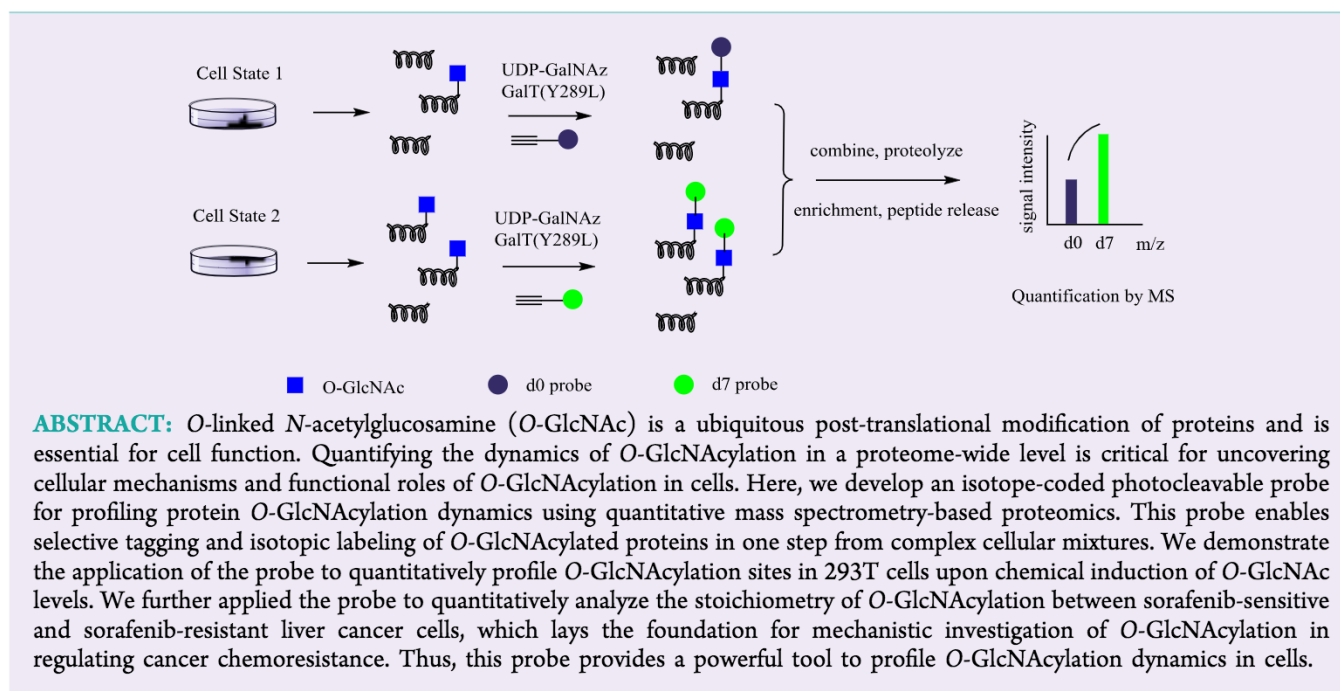 Cell State 1
UDP-GalNAz
GalT(Y289L)
combine, proteolyze
enrichment, peptide release
signal intensity
d0 d7 m/z
Quantification by MS
Cell State 2
UDP-GalNAz
GalT(Y289L)
O-GlcNAc
d0 probe
d7 probe
ABSTRACT: O-linked N-acetylglucosamine (O-GlcNAc) is a ubiquitous post-translational modification of proteins and is
essential for cell function. Quantifying the dynamics of O-GlcNAcylation in a proteome-wide level is critical for uncovering
cellular mechanisms and functional roles of O-GlcNAcylation in cells. Here, we develop an isotope-coded photocleavable probe
for profiling protein O-GlcNAcylation dynamics using quantitative mass spectrometry-based proteomics. This probe enables
selective tagging and isotopic labeling of O-GlcNAcylated proteins in one step from complex cellular mixtures. We demonstrate
the application of the probe to quantitatively profile O-GlcNAcylation sites in 293T cells upon chemical induction of O-GlcNAc
levels. We further applied the probe to quantitatively analyze the stoichiometry of O-GlcNAcylation between sorafenib-sensitive
and sorafenib-resistant liver cancer cells, which lays the foundation for mechanistic investigation of O-GlcNAcylation in
regulating cancer chemoresistance. Thus, this probe provides a powerful tool to profile O-GlcNAcylation dynamics in cells.